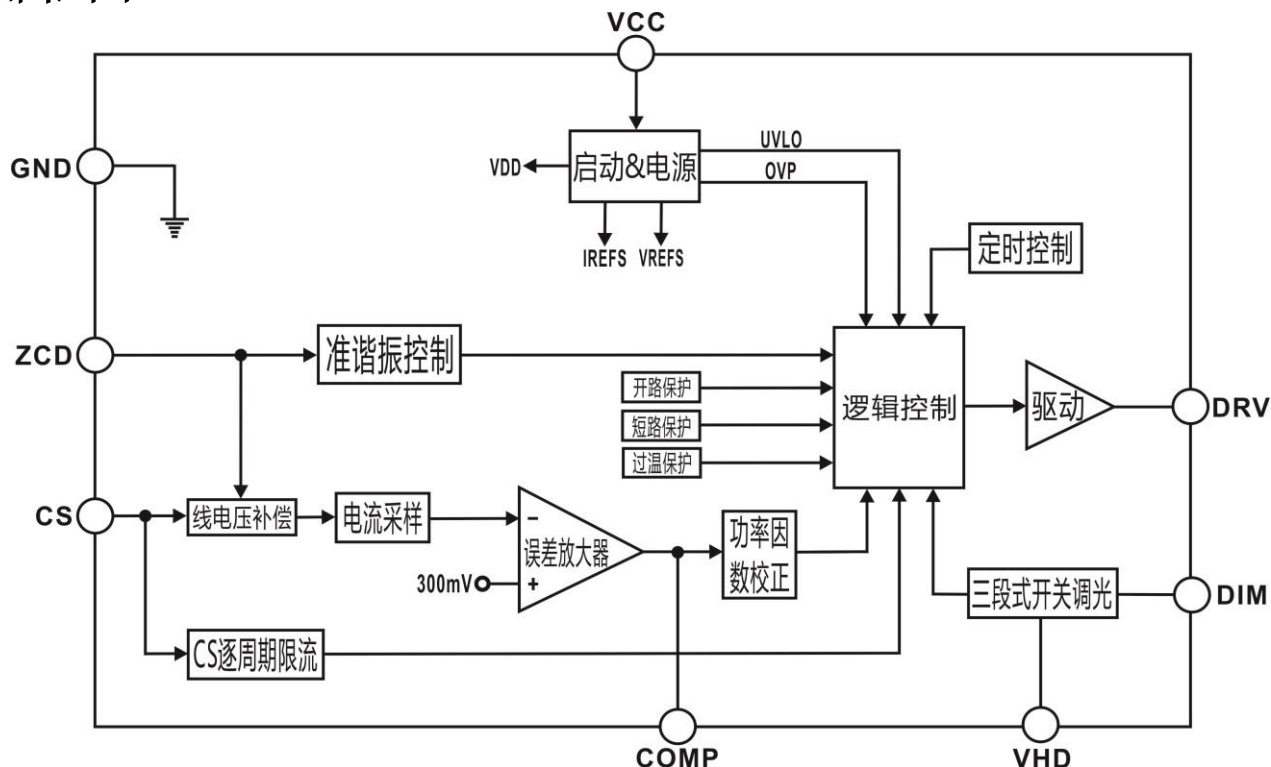 VCC
GND
启动&电源
VDD
UVLO
OVP
IREFS
VREFS
定时控制
ZCD
准谐振控制
开路保护
短路保护
过温保护
逻辑控制
驱动
DRV
CS
线电压补偿
电流采样
−
误差放大器
300mV
+
功率因
数校正
三段式开关调光
DIM
CS逐周期限流
COMP
VHD